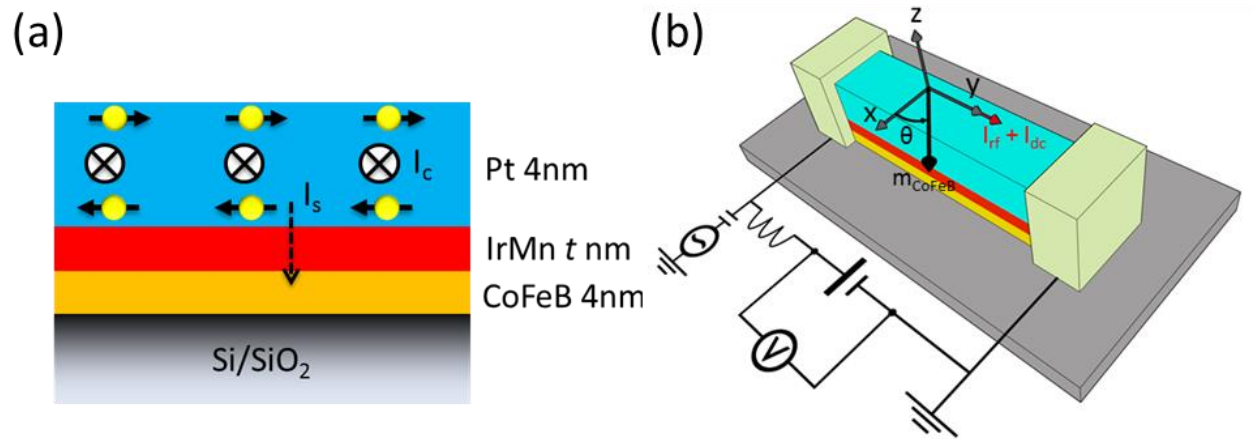 (a)
I_c
I_s
Pt 4nm
IrMn t nm
CoFeB 4nm
Si/SiO₂
(b)
z
y
x
θ
I_rf + I_dc
m_CoFeB
S
V